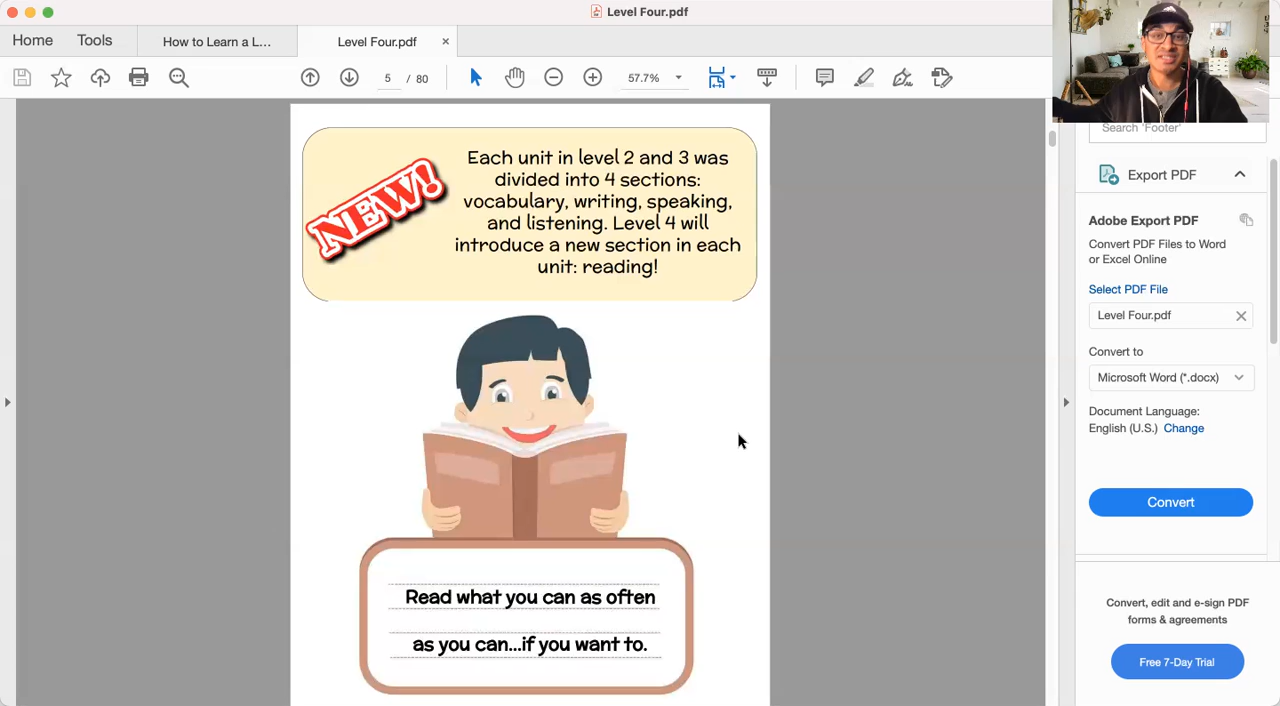 Level Four.pdf
Home
Tools
How to Learn a L...
Level Four.pdf
5 / 80
57.7%
NEW!
Each unit in level 2 and 3 was
divided into 4 sections:
vocabulary, writing, speaking,
and listening. Level 4 will
introduce a new section in each
unit: reading!
Read what you can as often
as you can...if you want to.
Search 'Footer'
Export PDF
Adobe Export PDF
Convert PDF Files to Word
or Excel Online
Select PDF File
Level Four.pdf
Convert to
Microsoft Word (*.docx)
Document Language:
English (U.S.) Change
Convert
Convert, edit and e-sign PDF
forms & agreements
Free 7-Day Trial